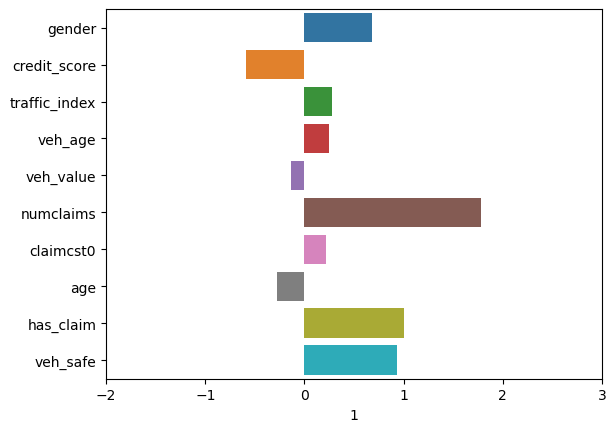 gender
credit_score
traffic_index
veh_age
veh_value
numclaims
claimcst0
age
has_claim
veh_safe
−2 −1 0 1 2 3
1